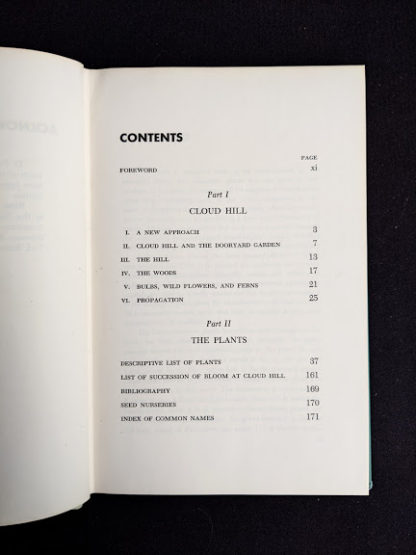 CONTENTS
PAGE
FOREWORD xi
Part I
CLOUD HILL
I. A NEW APPROACH 3
II. CLOUD HILL AND THE DOORYARD GARDEN 7
III. THE HILL 13
IV. THE WOODS 17
V. BULBS, WILD FLOWERS, AND FERNS 21
VI. PROPAGATION 25
Part II
THE PLANTS
DESCRIPTIVE LIST OF PLANTS 37
LIST OF SUCCESSION OF BLOOM AT CLOUD HILL 161
BIBLIOGRAPHY 169
SEED NURSERIES 170
INDEX OF COMMON NAMES 171